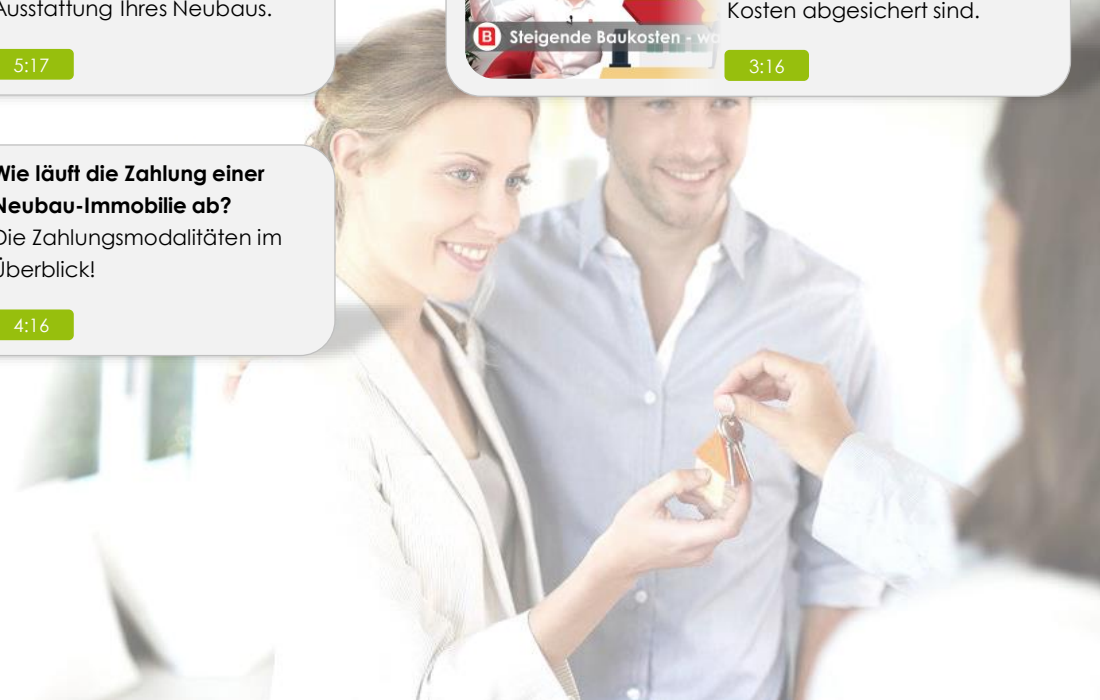 Ausstattung Ihres Neubaus.
5:17
B Steigende Baukosten -
Kosten abgesichert sind.
3:16
Wie läuft die Zahlung einer
Neubau-Immobilie ab?
Die Zahlungsmodalitäten im
Überblick!
4:16